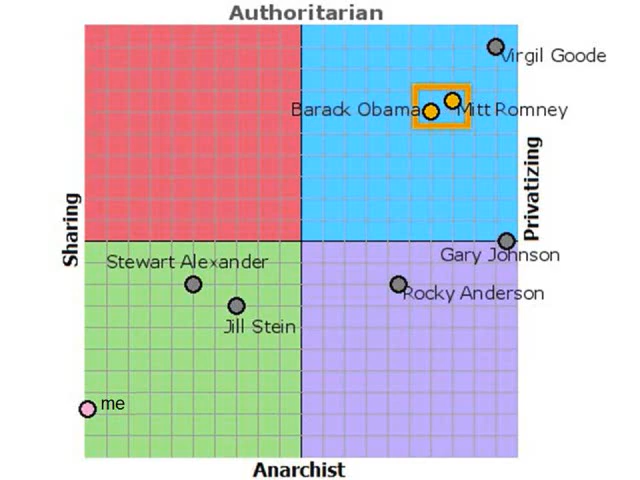 Authoritarian
Virgil Goode
Barack Obama
Mitt Romney
Privatizing
Sharing
Gary Johnson
Stewart Alexander
Rocky Anderson
Jill Stein
me
Anarchist